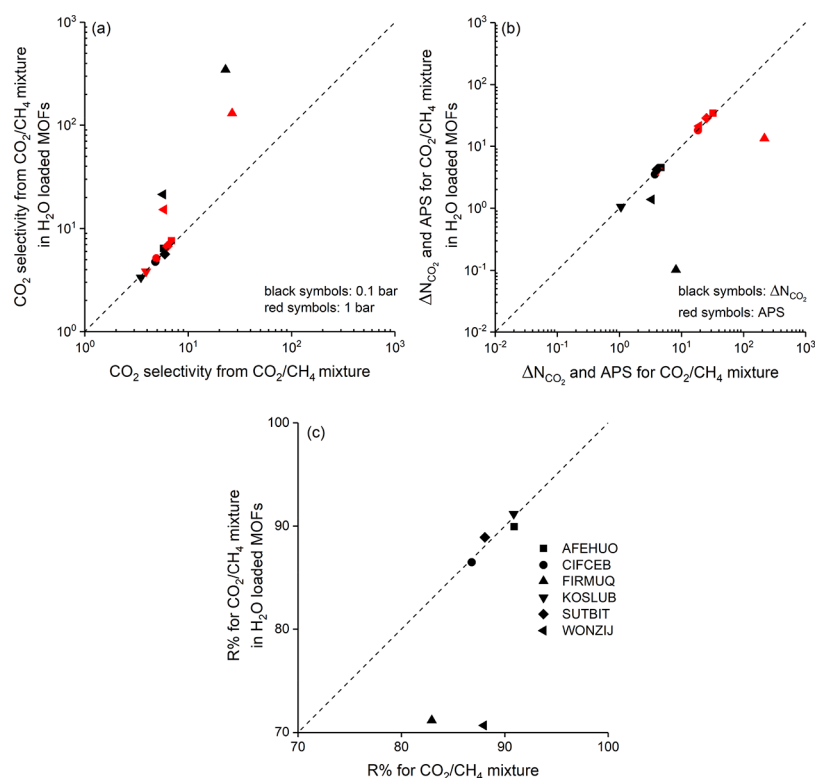 (a)
10³
10²
10¹
10⁰
10⁰
10¹
10²
10³
CO₂ selectivity from CO₂/CH₄ mixture
in H₂O loaded MOFs
black symbols: 0.1 bar
red symbols: 1 bar
CO₂ selectivity from CO₂/CH₄ mixture
(b)
10³
10²
10¹
10⁰
10⁻¹
10⁻²
10⁻²
10⁻¹
10⁰
10¹
10²
10³
ΔN_CO₂ and APS for CO₂/CH₄ mixture
in H₂O loaded MOFs
black symbols: ΔN_CO₂
red symbols: APS
ΔN_CO₂ and APS for CO₂/CH₄ mixture
(c)
100
90
80
70
70
80
90
100
R% for CO₂/CH₄ mixture
in H₂O loaded MOFs
AFEHUO
CIFCEB
FIRMUQ
KOSLUB
SUTBIT
WONZIJ
R% for CO₂/CH₄ mixture